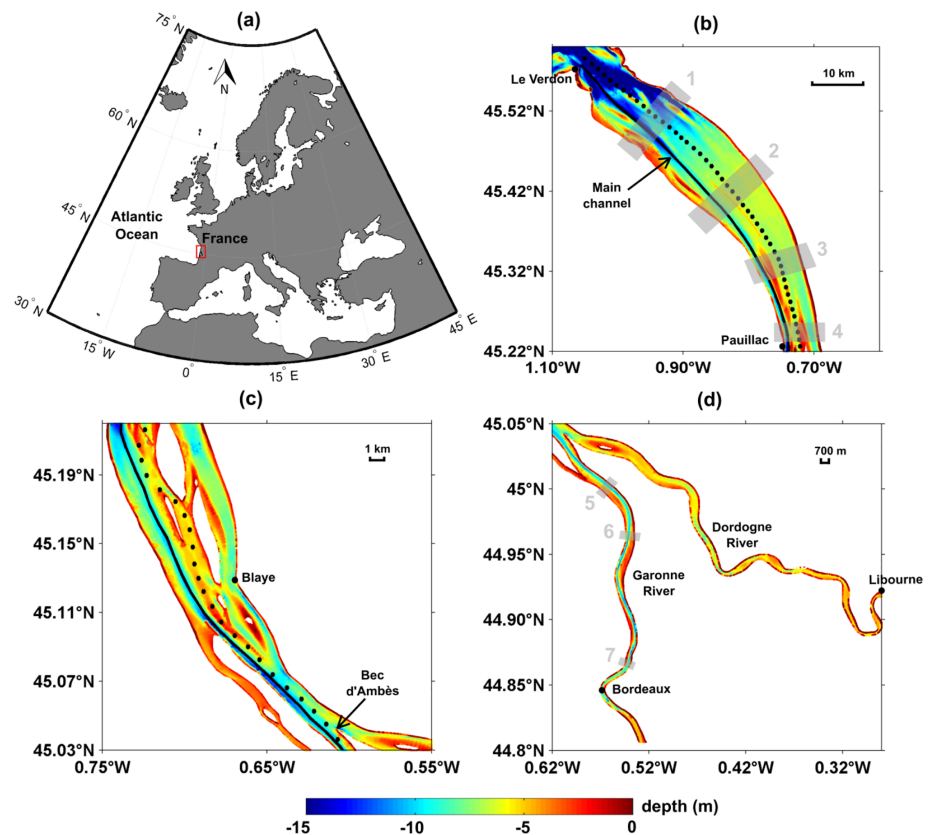 (a)
75°N
60°N
45°N
30°N
15°W
0
15°E
30°E
45°E
N
Atlantic
Ocean
France
(b)
Le Verdon
45.52°N
45.42°N
45.32°N
45.22°N
1.10°W
0.90°W
0.70°W
10 km
Main
channel
Pauillac
1
2
3
4
(c)
45.19°N
45.15°N
45.11°N
45.07°N
45.03°N
0.75°W
0.65°W
0.55°W
1 km
Blaye
Bec
d'Ambès
(d)
45.05°N
45°N
44.95°N
44.90°N
44.85°N
44.8°N
0.62°W
0.52°W
0.42°W
0.32°W
700 m
5
6
7
Dordogne
River
Garonne
River
Libourne
Bordeaux
-15
-10
-5
0
depth (m)